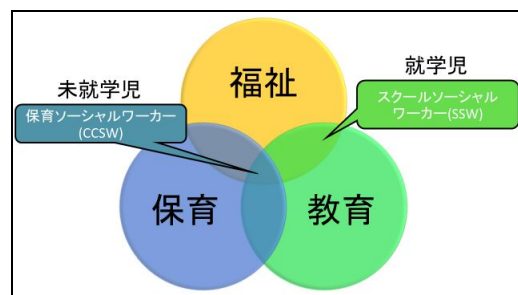 福祉
未就学児
保育ソーシャルワーカー
(CCSW)
就学児
スクールソーシャル
ワーカー(SSW)
保育
教育